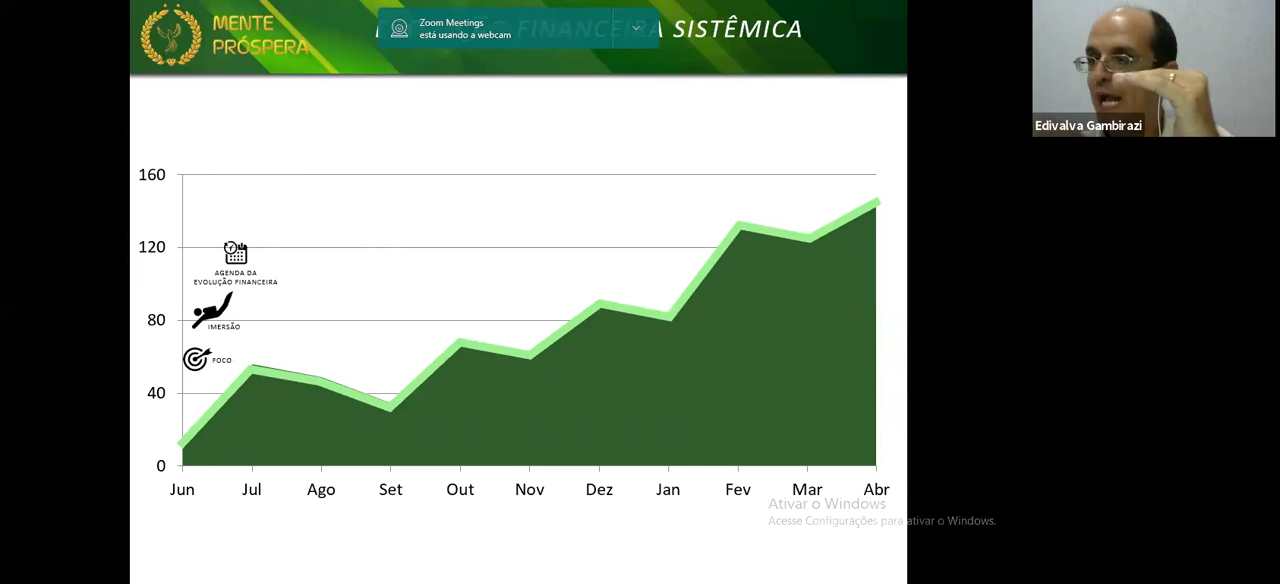 MENTE
PRÓSPERA
Zoom Meetings
está usando a webcam
FINANCEIRA SISTÊMICA
Edivalva Gambirazi
160
120
80
40
0
AGENDA DA
EVOLUÇÃO FINANCEIRA
IMERSÃO
FOCO
Jun Jul Ago Set Out Nov Dez Jan Fev Mar Abr
Ativar o Windows
Acesse Configurações para ativar o Windows.